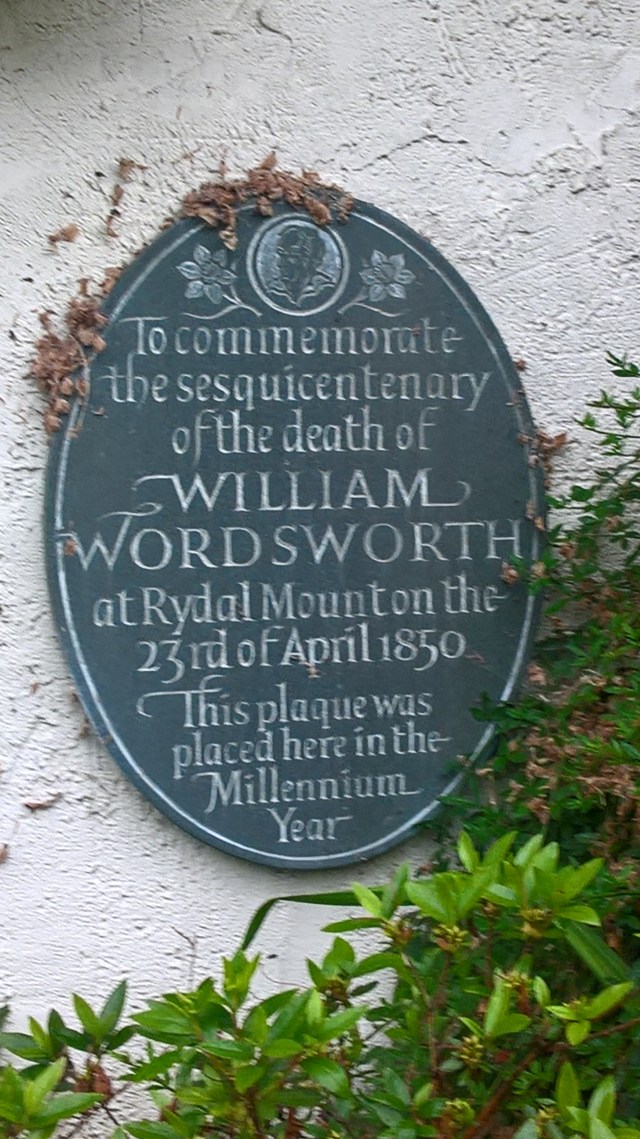 To commemorate
the sesquicentenary
of the death of
WILLIAM
WORDSWORTH
at Rydal Mount on the
23rd of April 1850
This plaque was
placed here in the
Millennium
Year